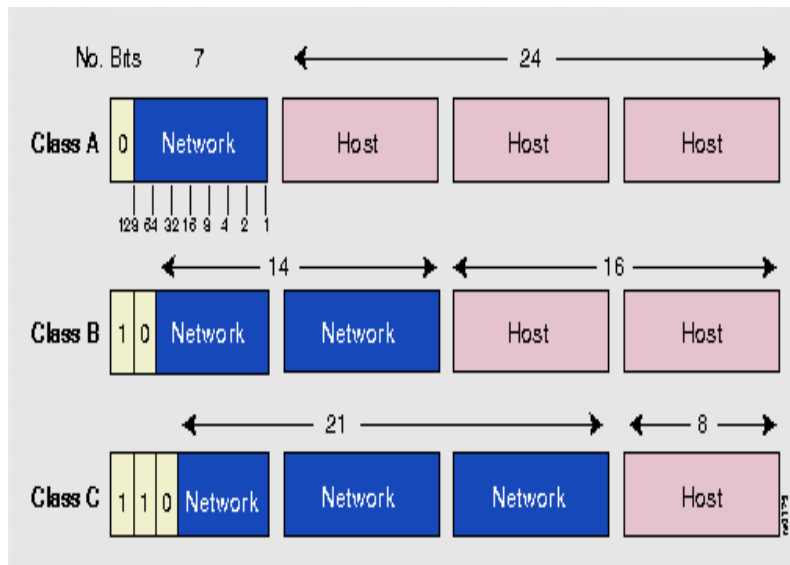 No. Bits 7 24
Class A 0 Network Host Host Host
128 64 32 16 8 4 2 1
14 16
Class B 1 0 Network Network Host Host
21 8
Class C 1 1 0 Network Network Network Host